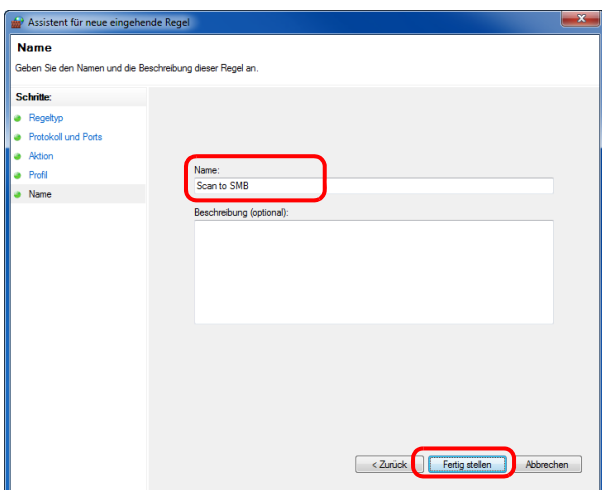 Assistent für neue eingehende Regel
Name
Geben Sie den Namen und die Beschreibung dieser Regel an.
Schritte:
Regeltyp
Protokoll und Ports
Aktion
Profil
Name
Name:
Scan to SMB
Beschreibung (optional):
< Zurück
Fertig stellen
Abbrechen